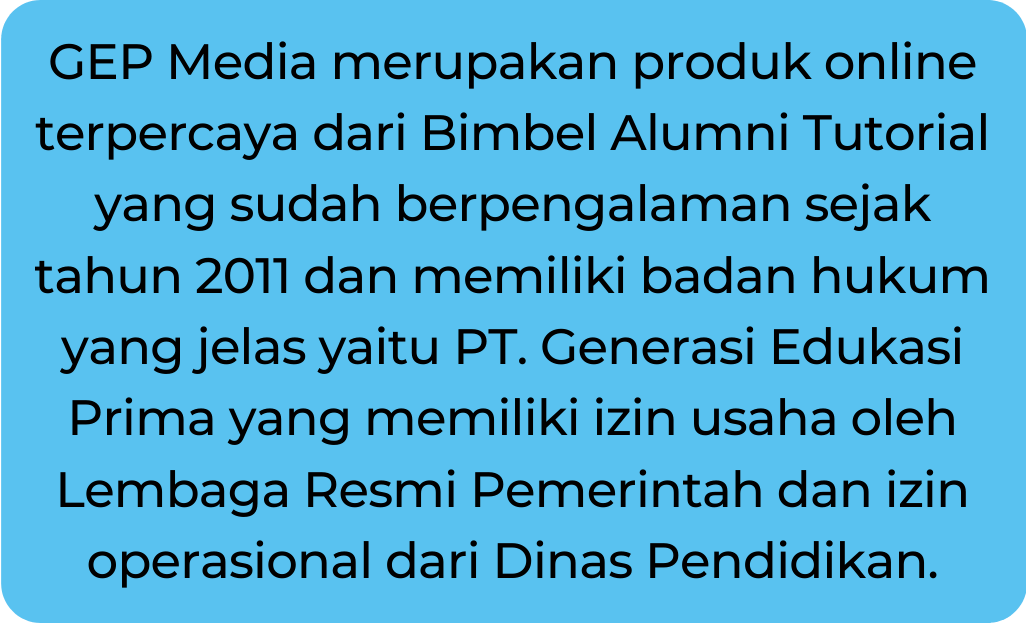 GEP Media merupakan produk online
terpercaya dari Bimbel Alumni Tutorial
yang sudah berpengalaman sejak
tahun 2011 dan memiliki badan hukum
yang jelas yaitu PT. Generasi Edukasi
Prima yang memiliki izin usaha oleh
Lembaga Resmi Pemerintah dan izin
operasional dari Dinas Pendidikan.